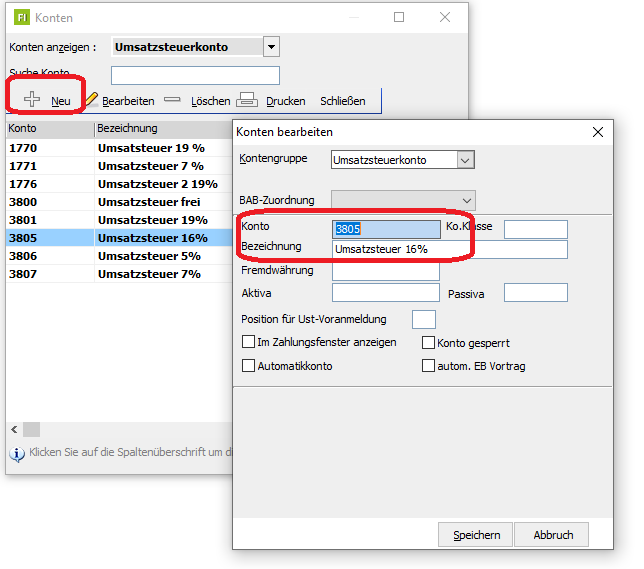 FI Konten
Konten anzeigen : Umsatzsteuerkonto
Suche Konto
Neu Bearbeiten Löschen Drucken Schließen
Konto Bezeichnung
1770 Umsatsteuer 19 %
1771 Umsatzsteuer 7 %
1776 Umsatzsteuer 2 19%
3800 Umsatzsteuer frei
3801 Umsatzsteuer 19%
3805 Umsatzsteuer 16%
3806 Umsatzsteuer 5%
3807 Umsatzsteuer 7%
Klicken Sie auf die Spaltenüberschrift um d
Konten bearbeiten
Kontengruppe Umsatzsteuerkonto
BAB-Zuordnung
Konto 3805 Ko.Klasse
Bezeichnung Umsatzsteuer 16%
Fremdwährung
Aktiva Passiva
Position für Ust-Voranmeldung
Im Zahlungsfenster anzeigen Konto gesperrt
Automatikkonto autom. EB Vortrag
Speichern Abbruch